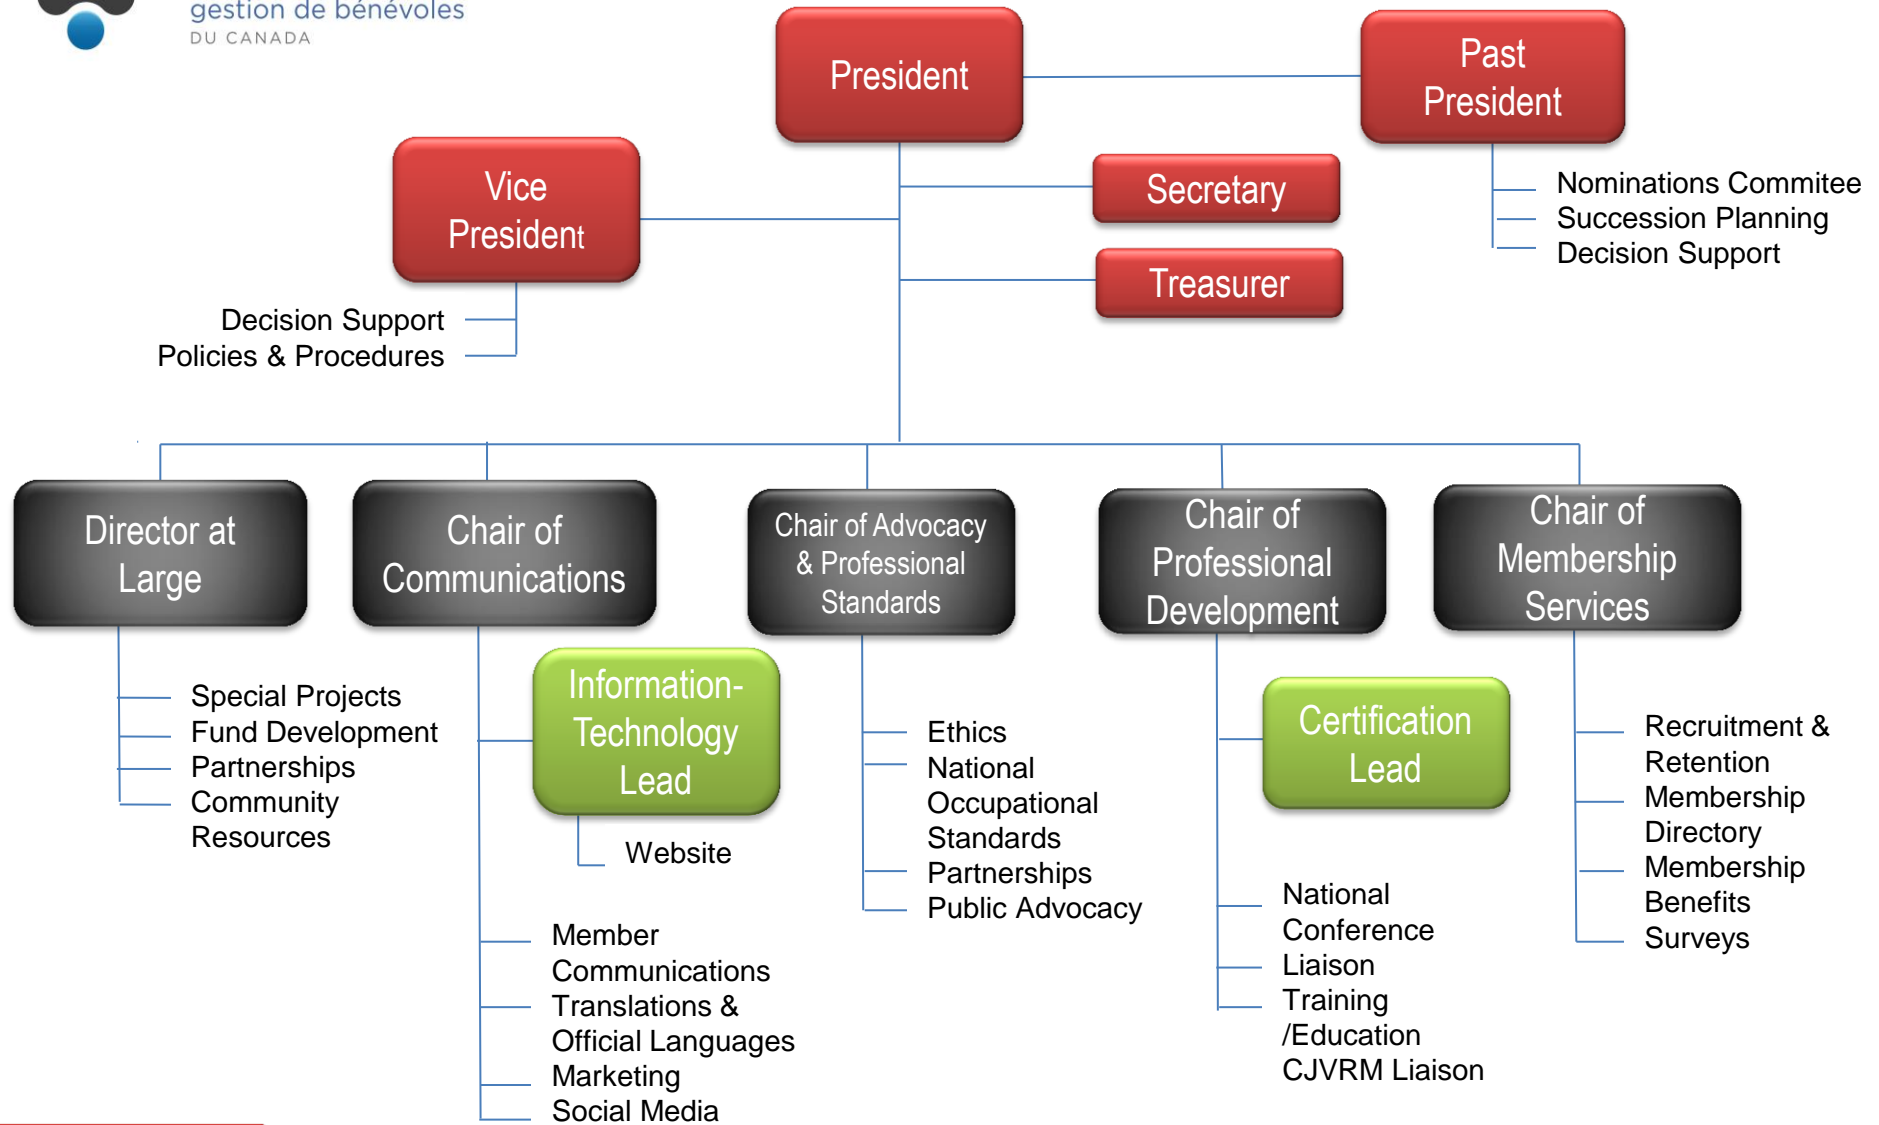 gestion de bénévoles
DU CANADA
President
Past
President
Vice
President
Secretary
Treasurer
Nominations Commitee
Succession Planning
Decision Support
Decision Support
Policies & Procedures
Director at
Large
Chair of
Communications
Chair of Advocacy
& Professional
Standards
Chair of
Professional
Development
Chair of
Membership
Services
Special Projects
Fund Development
Partnerships
Community
Resources
Information-
Technology
Lead
Website
Member
Communications
Translations &
Official Languages
Marketing
Social Media
Ethics
National
Occupational
Standards
Partnerships
Public Advocacy
Certification
Lead
National
Conference
Liaison
Training
/Education
CJVRM Liaison
Recruitment &
Retention
Membership
Directory
Membership
Benefits
Surveys